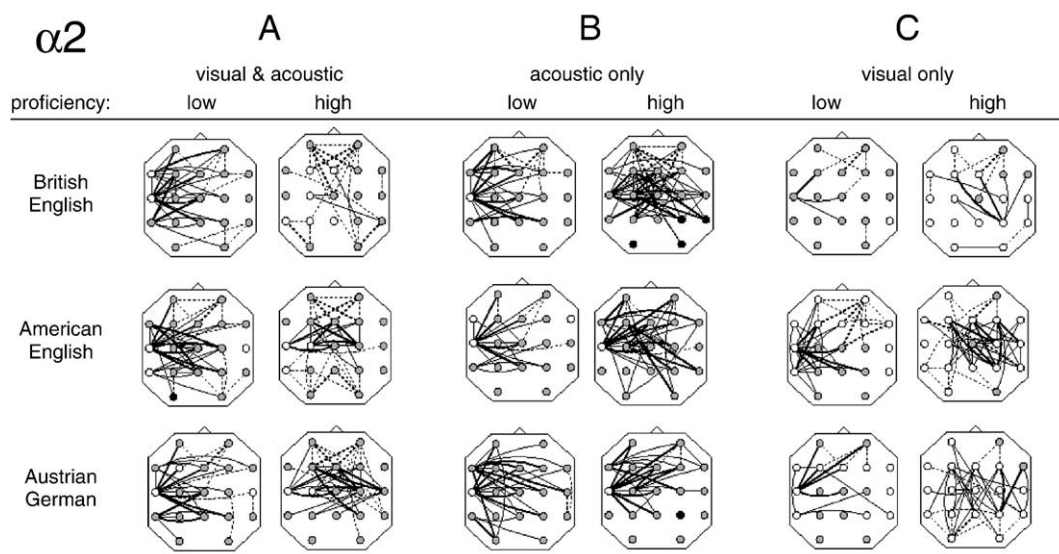 α2 A B C
visual & acoustic acoustic only visual only
proficiency: low high low high low high
British
English
American
English
Austrian
German